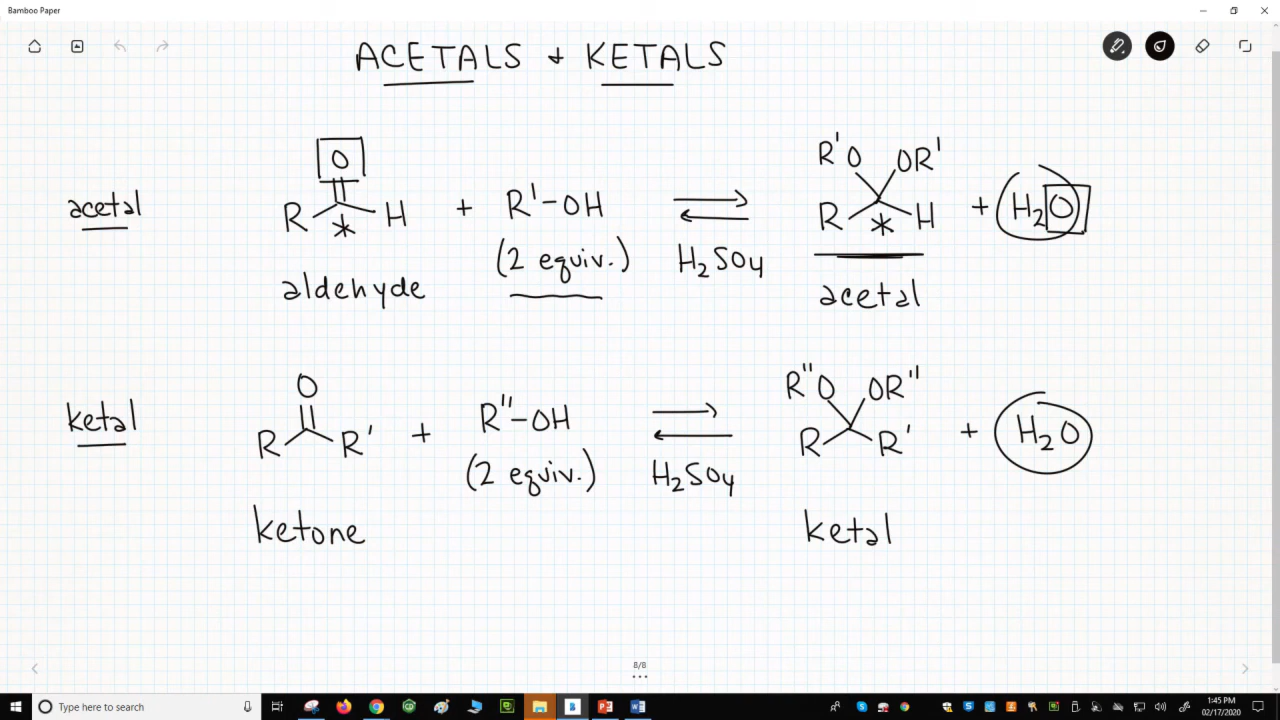 Bamboo Paper
ACETALS + KETALS
acetal
O
R * H + R'-OH
(2 equiv.)
H2SO4
R'O OR'
R * H + H2O
aldehyde
acetal
ketal
O
R R' + R''-OH
(2 equiv.)
H2SO4
R''O OR''
R R' + H2O
ketone
ketal
8/8
Type here to search
1:45 PM
02/17/2020